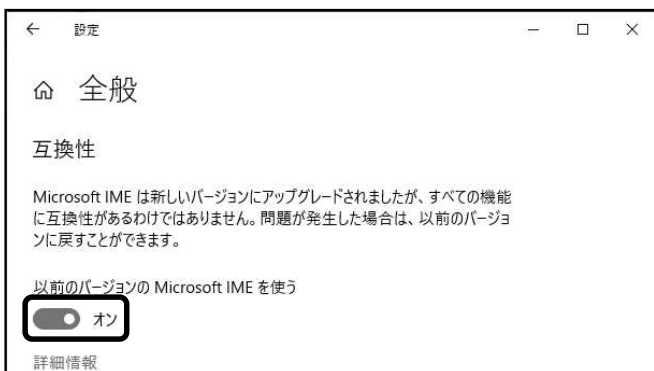 設定
全般
互換性
Microsoft IME は新しいバージョンにアップグレードされましたが、すべての機能
に互換性があるわけではありません。問題が発生した場合は、以前のバージョ
ンに戻すことができます。
以前のバージョンの Microsoft IME を使う
オン
詳細情報